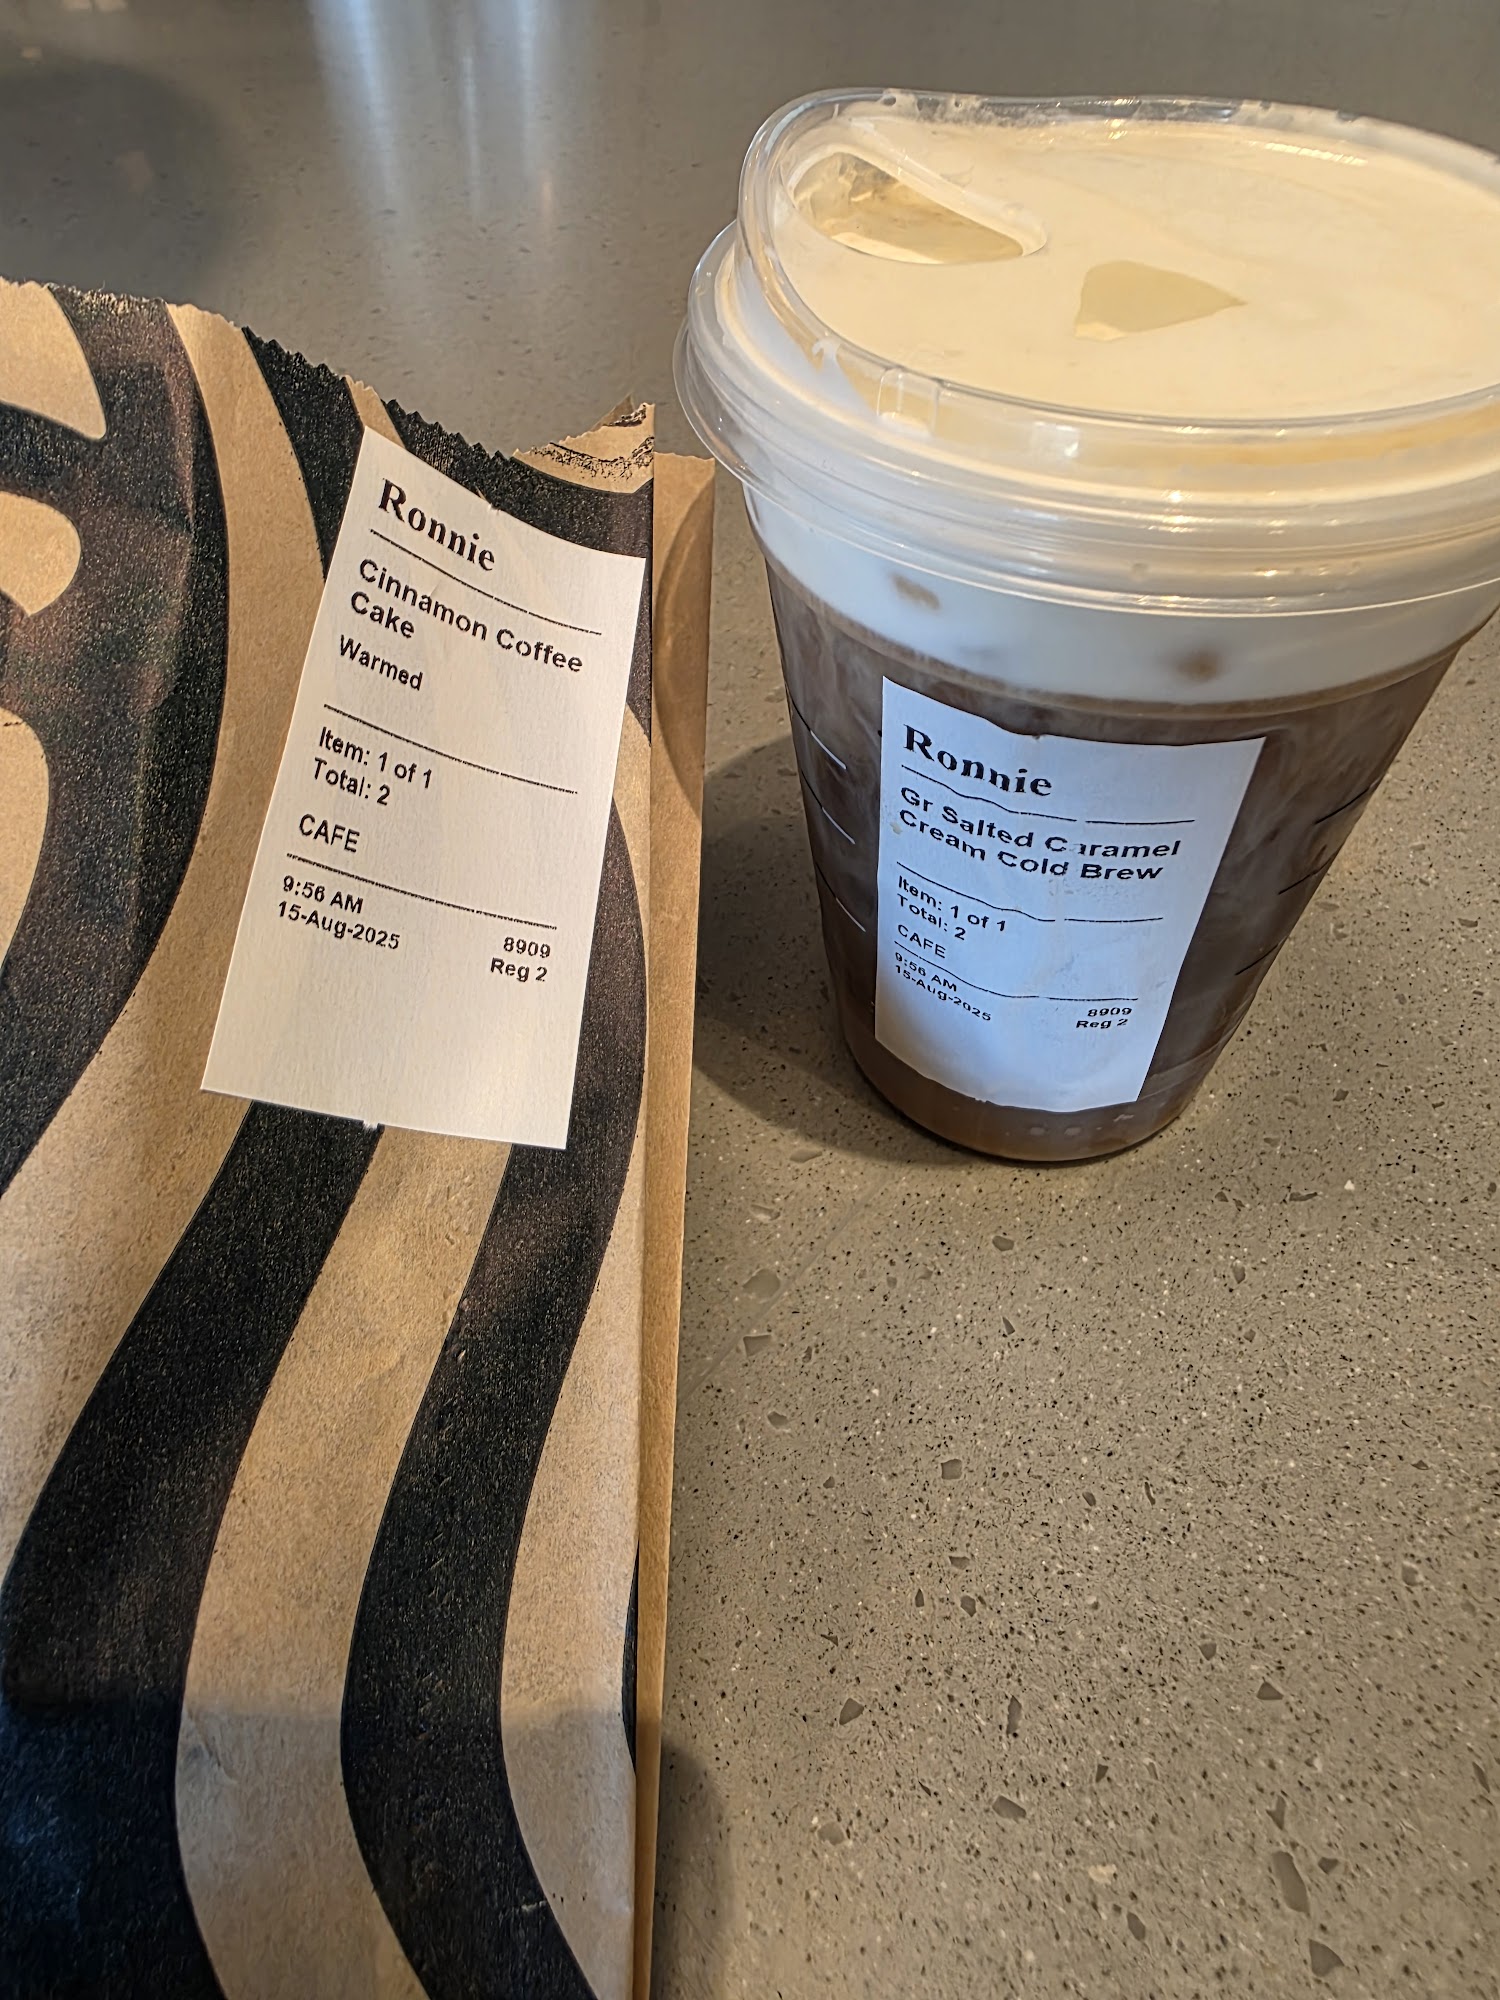 Ronnie
Cinnamon Coffee
Cake
Warmed
Item: 1 of 1
Total: 2
CAFE
9:56 AM
15-Aug-2025
8909
Reg 2
Ronnie
Gr Salted Caramel
Cream Cold Brew
Item: 1 of 1
Total: 2
CAFE
9:56 AM
15-Aug-2025
8909
Reg 2